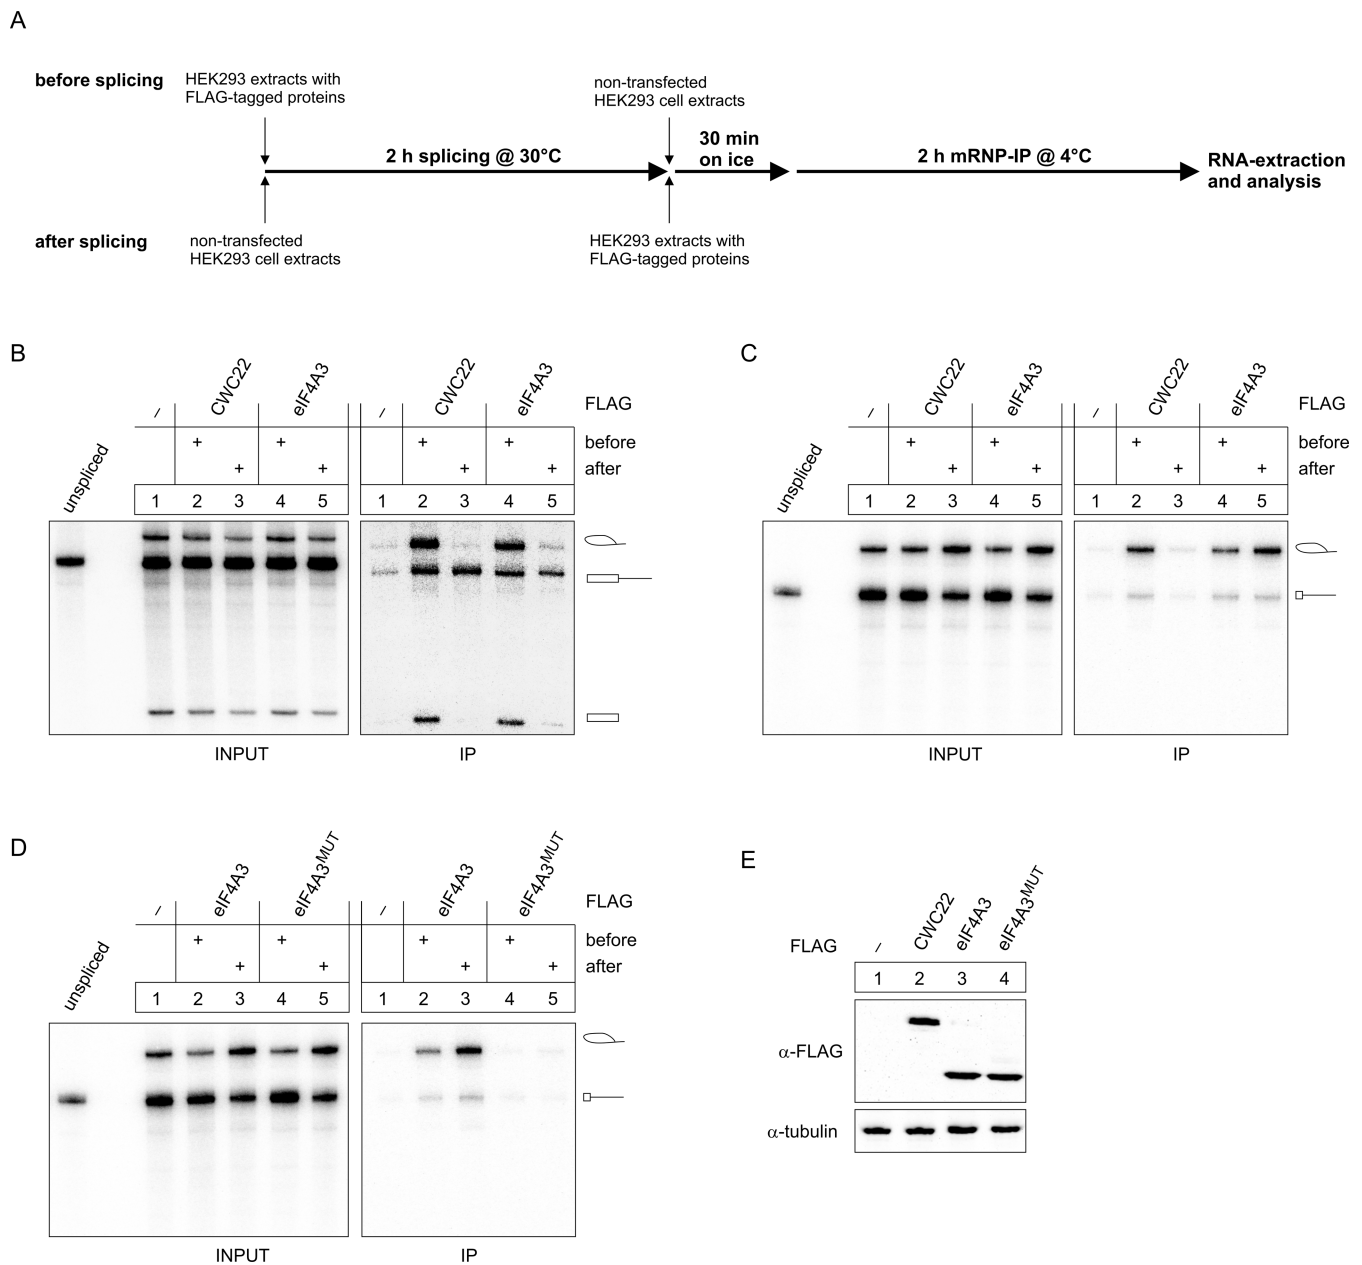 A
before splicing
HEK293 extracts with
FLAG-tagged proteins
non-transfected
HEK293 cell extracts
2 h splicing @ 30°C
30 min
on ice
2 h mRNP-IP @ 4°C
RNA-extraction
and analysis
after splicing
non-transfected
HEK293 cell extracts
HEK293 extracts with
FLAG-tagged proteins
B
unspliced
/ CWC22 eIF4A3 / CWC22 eIF4A3 FLAG
+ + + + before
+ + + + after
1 2 3 4 5 1 2 3 4 5
INPUT IP
C
unspliced
/ CWC22 eIF4A3 / CWC22 eIF4A3 FLAG
+ + + + before
+ + + + after
1 2 3 4 5 1 2 3 4 5
INPUT IP
D
unspliced
/ eIF4A3 eIF4A3MUT / eIF4A3 eIF4A3MUT FLAG
+ + + + before
+ + + + after
1 2 3 4 5 1 2 3 4 5
INPUT IP
E
FLAG / CWC22 eIF4A3 eIF4A3MUT
1 2 3 4
α-FLAG
α-tubulin